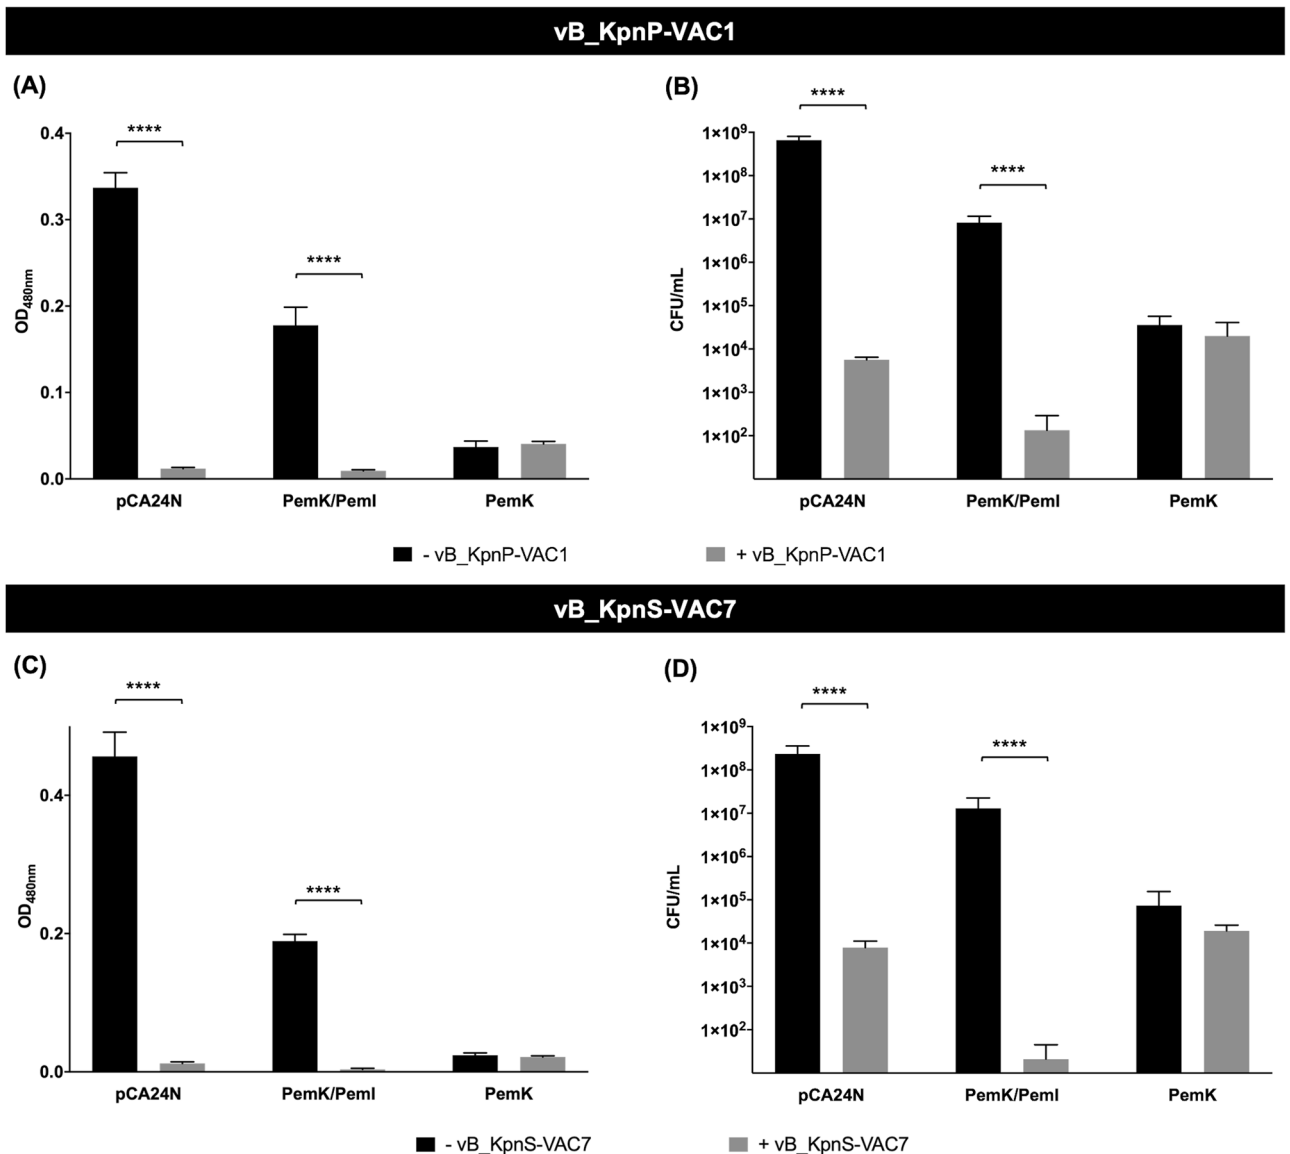 vB_KpnP-VAC1
(A)
(B)
****
****
****
****
0.4
0.3
0.2
0.1
0.0
OD480nm
pCA24N PemK/PemI PemK
1×10⁹
1×10⁸
1×10⁷
1×10⁶
1×10⁵
1×10⁴
1×10³
1×10²
CFU/mL
pCA24N PemK/PemI PemK
- vB_KpnP-VAC1 + vB_KpnP-VAC1
vB_KpnS-VAC7
(C)
(D)
****
****
****
****
0.4
0.2
0.0
OD480nm
pCA24N PemK/PemI PemK
1×10⁹
1×10⁸
1×10⁷
1×10⁶
1×10⁵
1×10⁴
1×10³
1×10²
CFU/mL
pCA24N PemK/PemI PemK
- vB_KpnS-VAC7 + vB_KpnS-VAC7